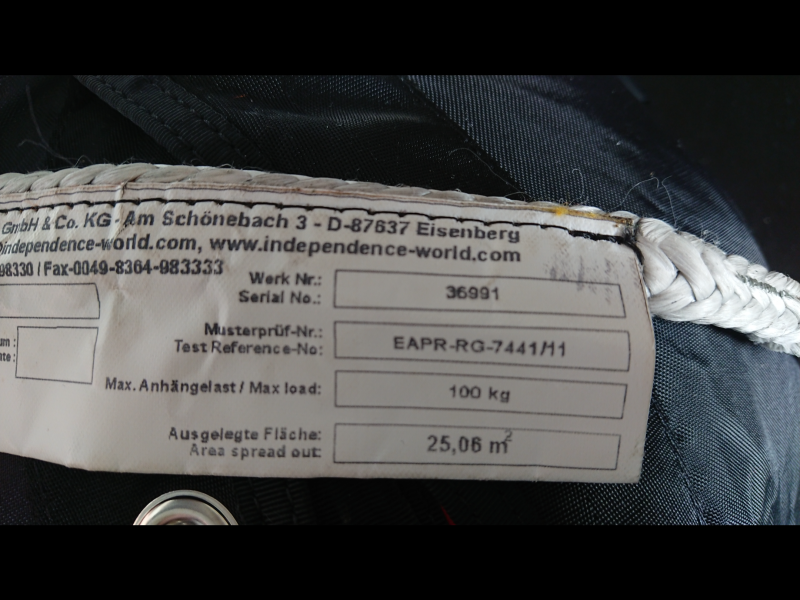 GmbH & Co. KG - Am Schönebach 3 - D-87637 Eisenberg
independence-world.com, www.independence-world.com
98330 / Fax-0049-8364-983333
Werk Nr.:
Serial No.: 36991
Musterprüf-Nr.:
Test Reference-No: EAPR-RG-7441/11
Max. Anhängelast / Max load: 100 kg
Ausgelegte Fläche:
Area spread out: 25,06 m²